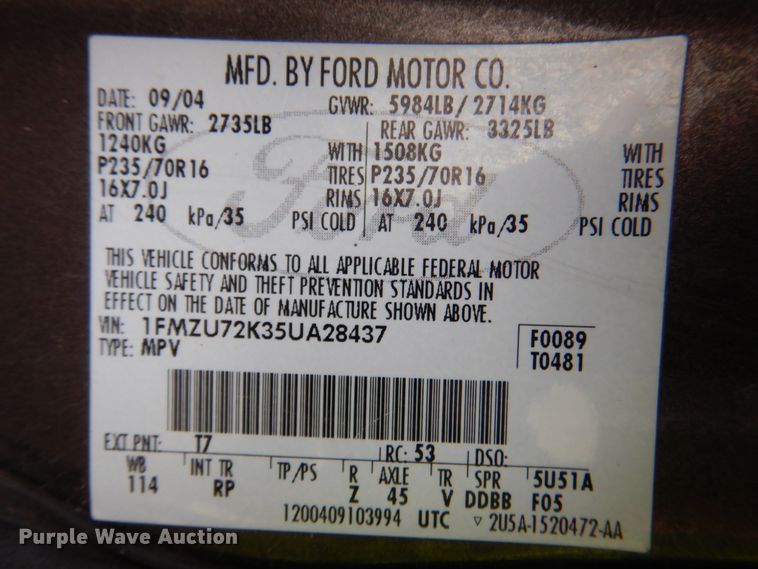 MFD. BY FORD MOTOR CO.
DATE: 09/04 GVWR: 5984LB/ 2714KG
FRONT GAWR: 2735LB REAR GAWR: 3325LB
1240KG WITH 1508KG WITH
P235/70R16 TIRES P235/70R16 TIRES
16X7.0J RIMS 16X7.0J RIMS
AT 240 kPa/35 PSI COLD AT 240 kPa/35 PSI COLD
Ford
THIS VEHICLE CONFORMS TO ALL APPLICABLE FEDERAL MOTOR
VEHICLE SAFETY AND THEFT PREVENTION STANDARDS IN
EFFECT ON THE DATE OF MANUFACTURE SHOWN ABOVE.
VIN: 1FMZU72K35UA28437 F0089
TYPE: MPV T0481
EXT PNT: T7 RC: 53 DSO:
WB INT TR TP/PS R AXLE TR SPR 5U51A
114 RP Z 45 V DDBB F05
1200409103994 UTC ▽ 2U5A-1520472-AA
Purple Wave Auction